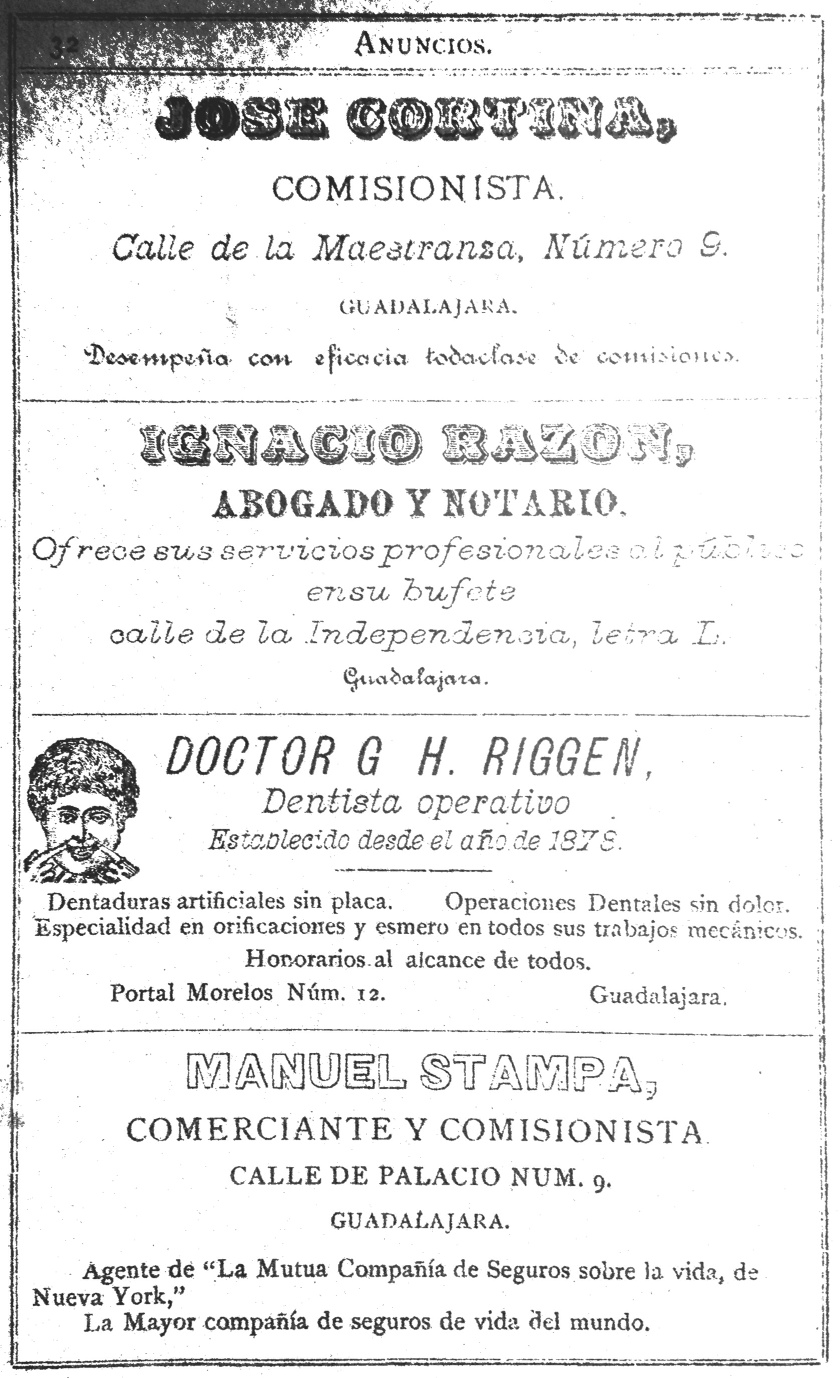 32
ANUNCIOS.
JOSE CORTINA,
COMISIONISTA.
Calle de la Maestranza, Número 9.
GUADALAJARA.
Desempeña con eficacia todaclase de comisiones.
IGNACIO RAZON,
ABOGADO Y NOTARIO.
Ofrece sus servicios profesionales al público
ensu bufete
calle de la Independencia, letra L.
Guadalajara.
DOCTOR G H. RIGGEN,
Dentista operativo
Establecido desde el año de 1878.
Dentaduras artificiales sin placa. Operaciones Dentales sin dolor.
Especialidad en orificaciones y esmero en todos sus trabajos mecánicos.
Honorarios al alcance de todos.
Portal Morelos Núm. 12. Guadalajara.
MANUEL STAMPA,
COMERCIANTE Y COMISIONISTA.
CALLE DE PALACIO NUM. 9.
GUADALAJARA.
Agente de “La Mutua Compañía de Seguros sobre la vida, de
Nueva York,”
La Mayor compañía de seguros de vida del mundo.